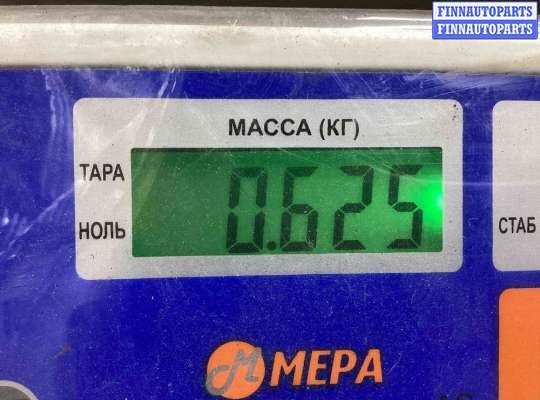 FINNAUTOPARTS
FINNAUTOPARTS
МАССА (КГ)
ТАРА
0.625
НОЛЬ
СТАБ
МЕРА